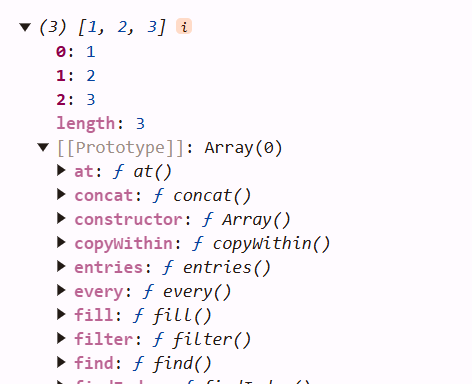 ▼ (3) [1, 2, 3] i
0: 1
1: 2
2: 3
length: 3
▼ [[Prototype]]: Array(0)
▶ at: ƒ at()
▶ concat: ƒ concat()
▶ constructor: ƒ Array()
▶ copyWithin: ƒ copyWithin()
▶ entries: ƒ entries()
▶ every: ƒ every()
▶ fill: ƒ fill()
▶ filter: ƒ filter()
▶ find: ƒ find()